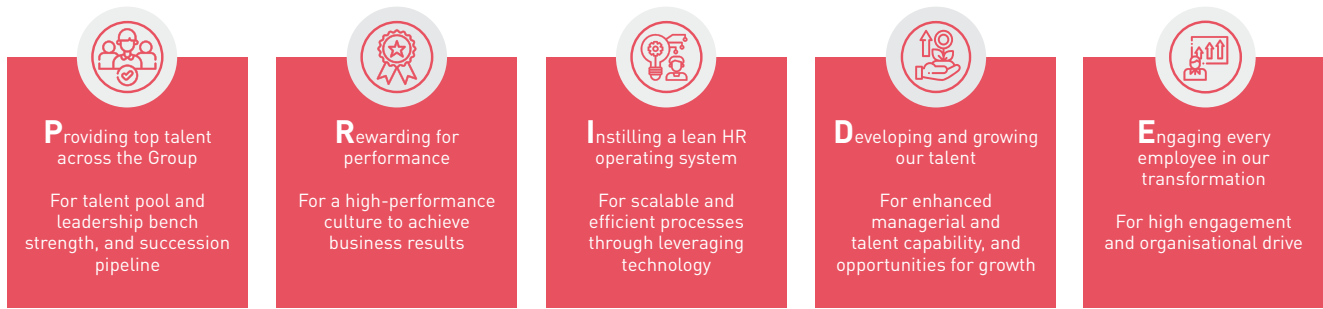 Providing top talent
across the Group
For talent pool and
leadership bench
strength, and succession
pipeline
Rewarding for
performance
For a high-performance
culture to achieve
business results
Instilling a lean HR
operating system
For scalable and
efficient processes
through leveraging
technology
Developing and growing
our talent
For enhanced
managerial and
talent capability, and
opportunities for growth
Engaging every
employee in our
transformation
For high engagement
and organisational drive